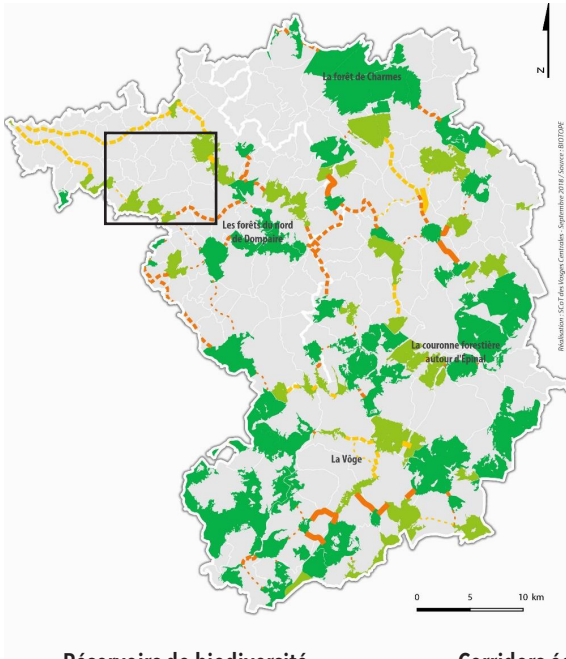 N
La forêt de Charmes
Les forêts du nord
de Dompaire
La couronne forestière
autour d'Épinal
La Vôge
Réalisation : SCoT des Vosges Centrales - Septembre 2018 / Source : BIOTOPE
0 5 10 km
Réservoirs de biodiversité